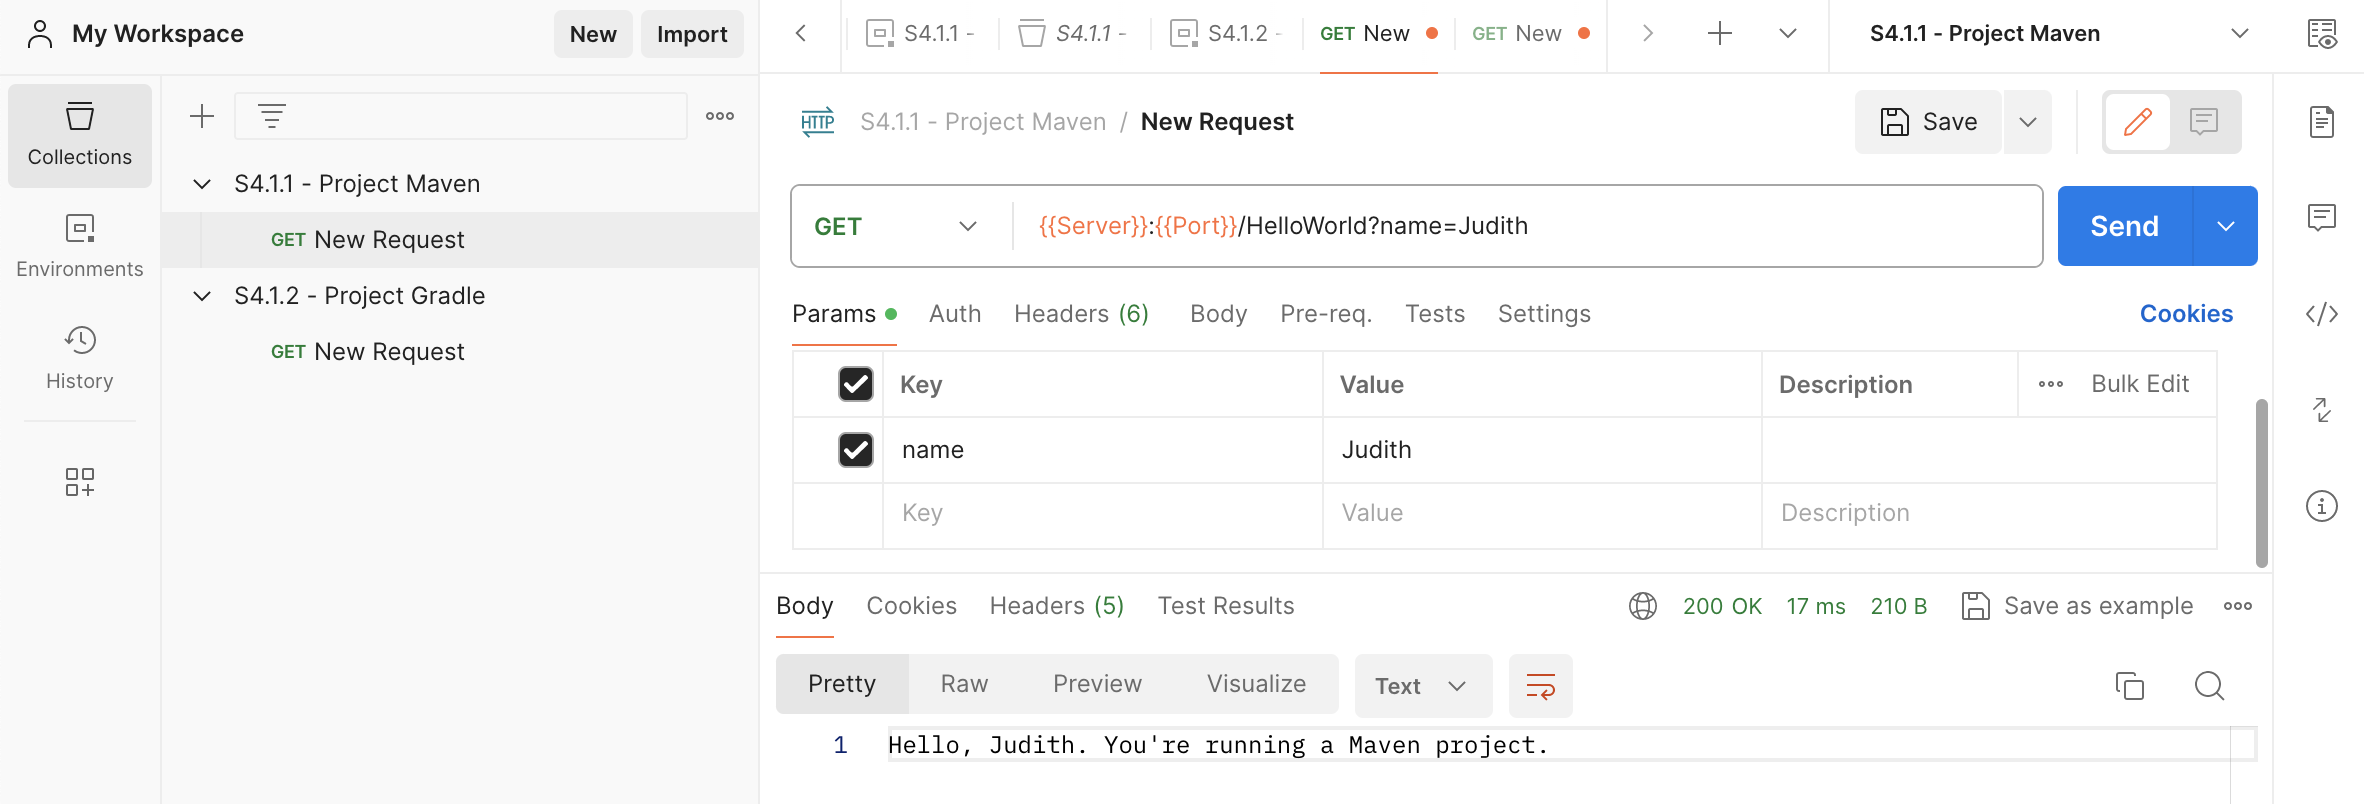 My Workspace
New
Import
S4.1.1 -
S4.1.1 -
S4.1.2 -
GET New
GET New
S4.1.1 - Project Maven
Collections
Environments
History
S4.1.1 - Project Maven
GET New Request
S4.1.2 - Project Gradle
GET New Request
HTTP
S4.1.1 - Project Maven / New Request
Save
GET
{{Server}}:{{Port}}/HelloWorld?name=Judith
Send
Params
Auth
Headers (6)
Body
Pre-req.
Tests
Settings
Cookies
Key
Value
Description
Bulk Edit
name
Judith
Key
Value
Description
Body
Cookies
Headers (5)
Test Results
200 OK
17 ms
210 B
Save as example
Pretty
Raw
Preview
Visualize
Text
1
Hello, Judith. You're running a Maven project.